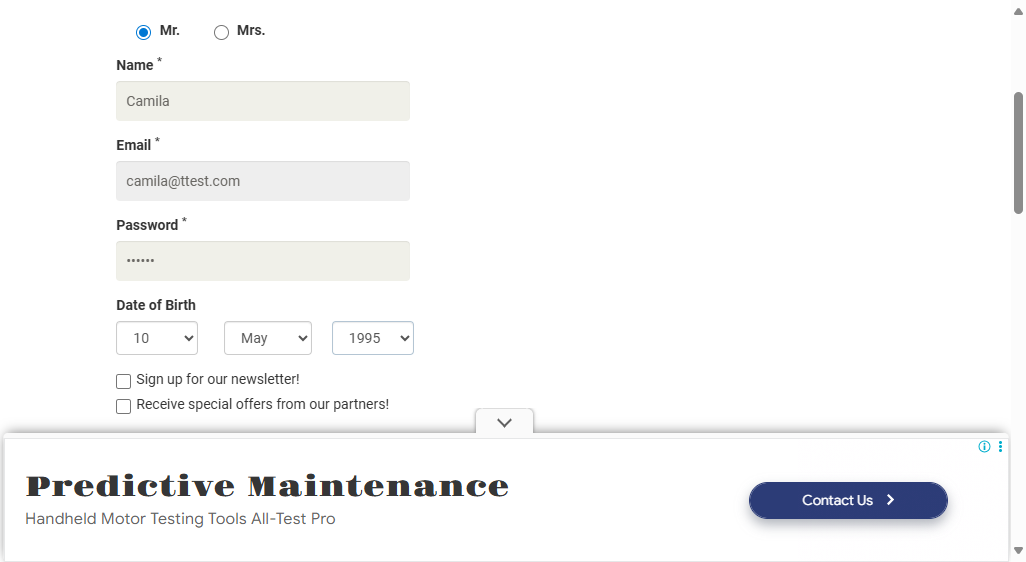 Mr. Mrs.
Name *
Camila
Email *
camila@ttest.com
Password *
••••••
Date of Birth
10 May 1995
Sign up for our newsletter!
Receive special offers from our partners!
Predictive Maintenance
Handheld Motor Testing Tools All-Test Pro
Contact Us